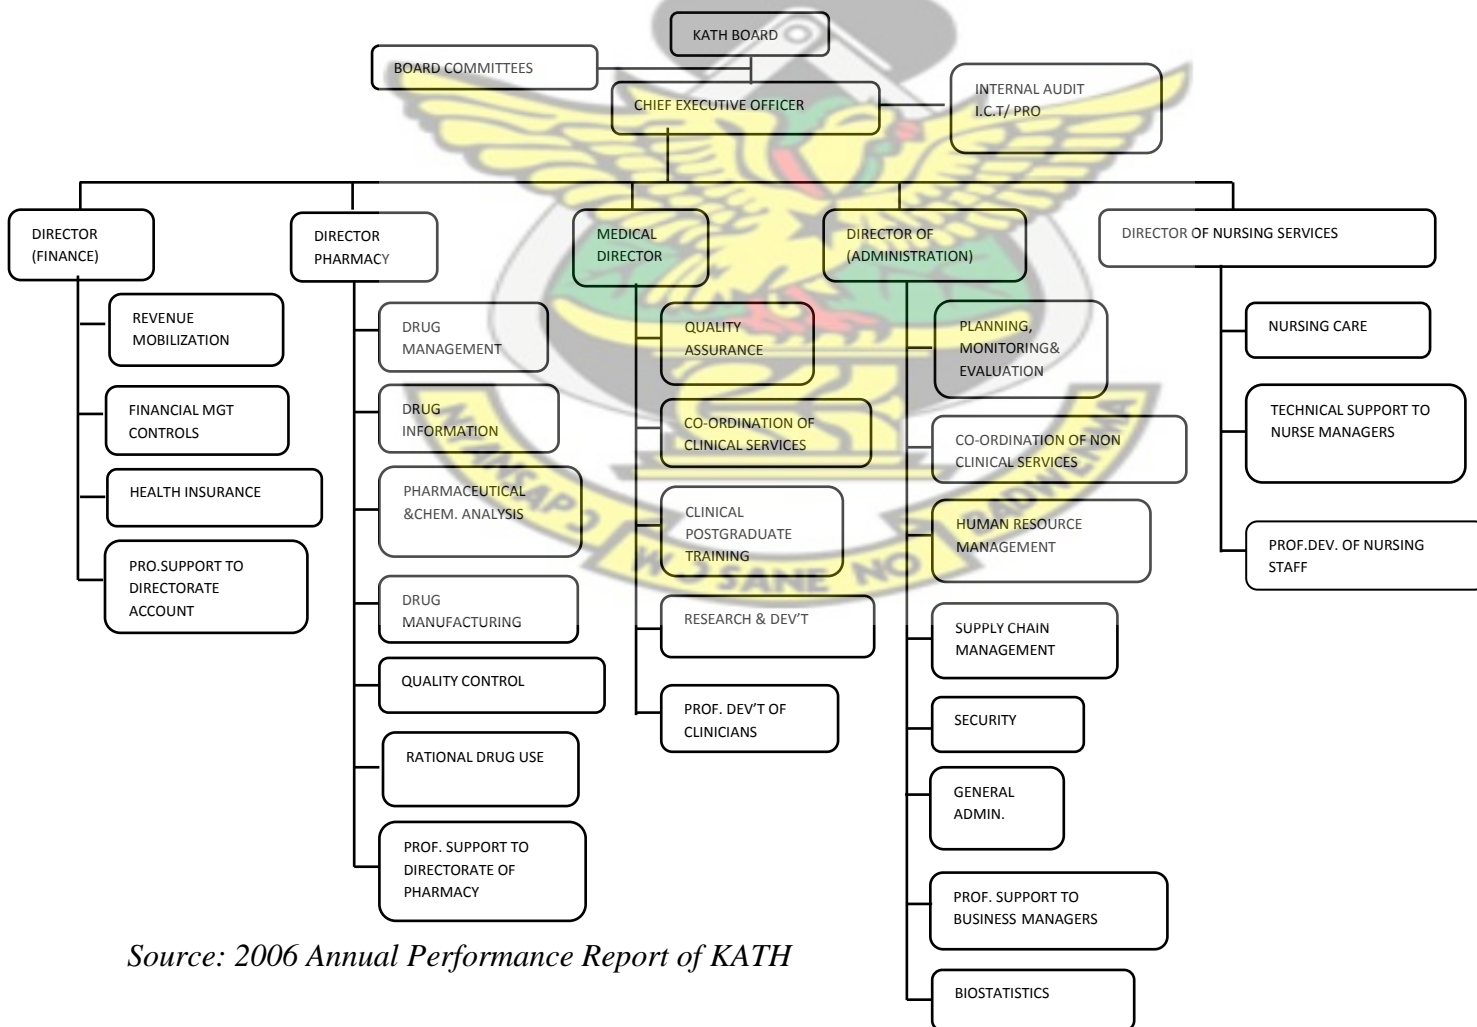 KATH BOARD
BOARD COMMITTEES
CHIEF EXECUTIVE OFFICER
INTERNAL AUDIT
I.C.T/ PRO
DIRECTOR
(FINANCE)
REVENUE
MOBILIZATION
FINANCIAL MGT
CONTROLS
HEALTH INSURANCE
PRO.SUPPORT TO
DIRECTORATE
ACCOUNT
DIRECTOR
PHARMACY
DRUG
MANAGEMENT
DRUG
INFORMATION
PHARMACEUTICAL
&CHEM. ANALYSIS
DRUG
MANUFACTURING
QUALITY CONTROL
RATIONAL DRUG USE
PROF. SUPPORT TO
DIRECTORATE OF
PHARMACY
MEDICAL
DIRECTOR
QUALITY
ASSURANCE
CO-ORDINATION OF
CLINICAL SERVICES
CLINICAL
POSTGRADUATE
TRAINING
RESEARCH & DEV'T
PROF. DEV’T OF
CLINICIANS
DIRECTOR OF
(ADMINISTRATION)
PLANNING,
MONITORING&
EVALUATION
CO-ORDINATION OF NON
CLINICAL SERVICES
HUMAN RESOURCE
MANAGEMENT
SUPPLY CHAIN
MANAGEMENT
SECURITY
GENERAL
ADMIN.
PROF. SUPPORT TO
BUSINESS MANAGERS
BIOSTATISTICS
DIRECTOR OF NURSING SERVICES
NURSING CARE
TECHNICAL SUPPORT TO
NURSE MANAGERS
PROF.DEV. OF NURSING
STAFF
NYANSAPƆ WƆSANE NO BADWENMA
Source: 2006 Annual Performance Report of KATH